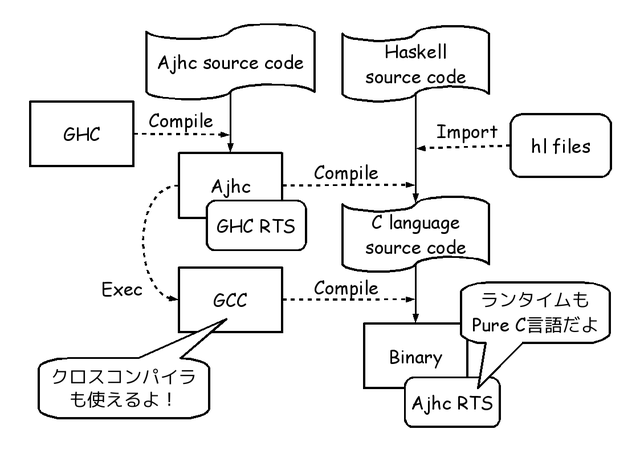 Ajhc source code
Haskell
source code
GHC
Compile
Import
hl files
Ajhc
Compile
GHC RTS
C language
source code
Exec
GCC
Compile
ランタイムも
Pure C言語だよ
Binary
クロスコンパイラ
も使えるよ！
Ajhc RTS